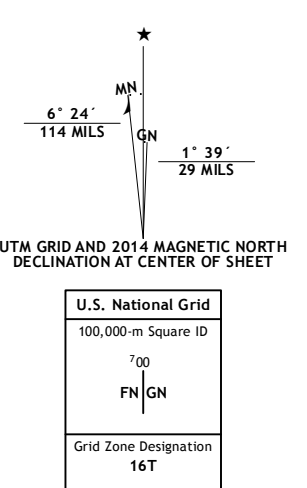 ★
MN
6° 24´
114 MILS
GN
1° 39´
29 MILS
UTM GRID AND 2014 MAGNETIC NORTH
DECLINATION AT CENTER OF SHEET
U.S. National Grid
100,000-m Square ID
⁷00
FN GN
Grid Zone Designation
16T